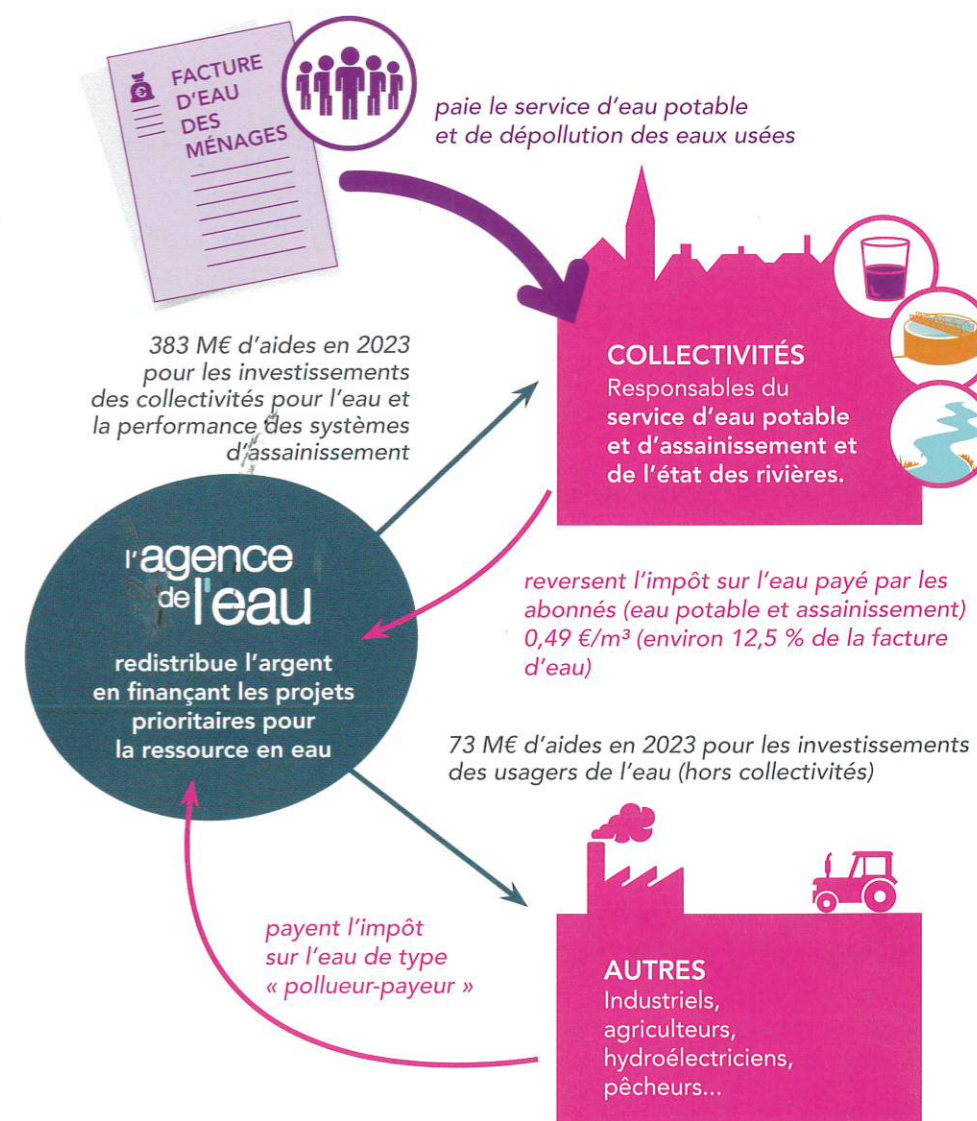 FACTURE
D'EAU
DES
MÉNAGES
paie le service d'eau potable
et de dépollution des eaux usées
383 M€ d'aides en 2023
pour les investissements
des collectivités pour l'eau et
la performance des systèmes
d'assainissement
COLLECTIVITÉS
Responsables du
service d'eau potable
et d'assainissement et
de l'état des rivières.
l'agence
de l'eau
redistribue l'argent
en finançant les projets
prioritaires pour
la ressource en eau
reversent l'impôt sur l'eau payé par les
abonnés (eau potable et assainissement)
0,49 €/m³ (environ 12,5 % de la facture
d'eau)
73 M€ d'aides en 2023 pour les investissements
des usagers de l'eau (hors collectivités)
payent l'impôt
sur l'eau de type
« pollueur-payeur »
AUTRES
Industriels,
agriculteurs,
hydroélectriciens,
pêcheurs...